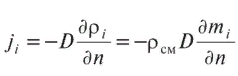 j_i = −D ∂ρ_i/∂n = −ρ_см D ∂m_i/∂n